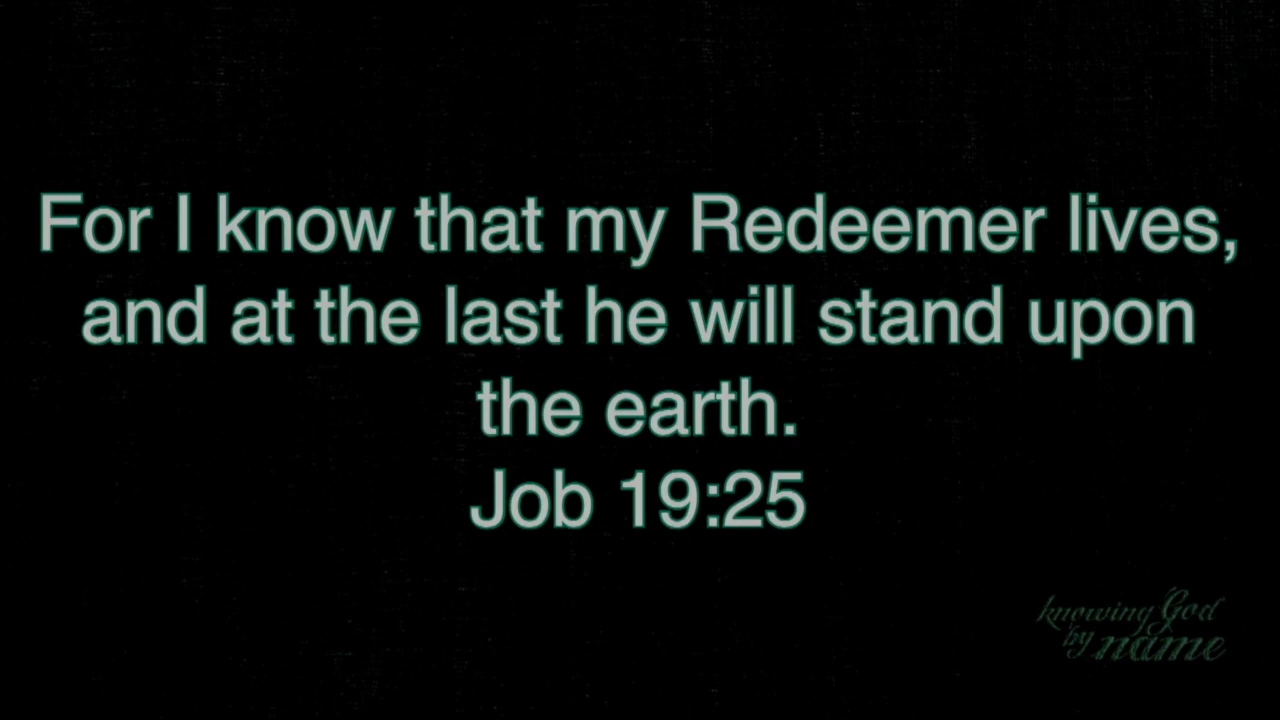 For I know that my Redeemer lives,
and at the last he will stand upon
the earth.
Job 19:25
knowing God
by name